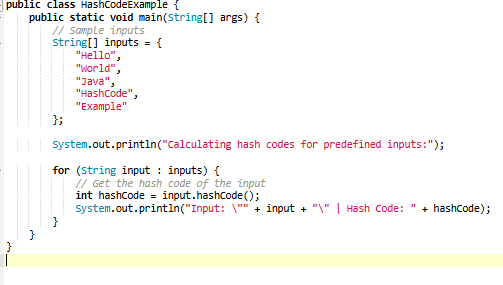 public class HashCodeExample {
    public static void main(String[] args) {
        // Sample inputs
        String[] inputs = {
            "Hello",
            "World",
            "Java",
            "HashCode",
            "Example"
        };

        System.out.println("Calculating hash codes for predefined inputs:");

        for (String input : inputs) {
            // Get the hash code of the input
            int hashCode = input.hashCode();
            System.out.println("Input: \"" + input + "\" | Hash Code: " + hashCode);
        }
    }
}